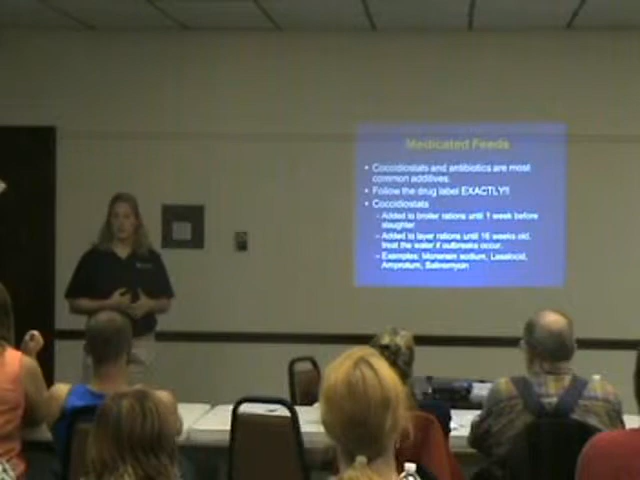 Medicated Feeds
• Coccidiostats and antibiotics are most
common additives.
• Follow the drug label EXACTLY!!
• Coccidiostats
– Added to broiler rations until 1 week before
slaughter
– Added to layer rations until 16 weeks old,
treat the water if outbreaks occur.
– Examples: Monensin sodium, Lasalocid,
Amprolium, Salinomycin